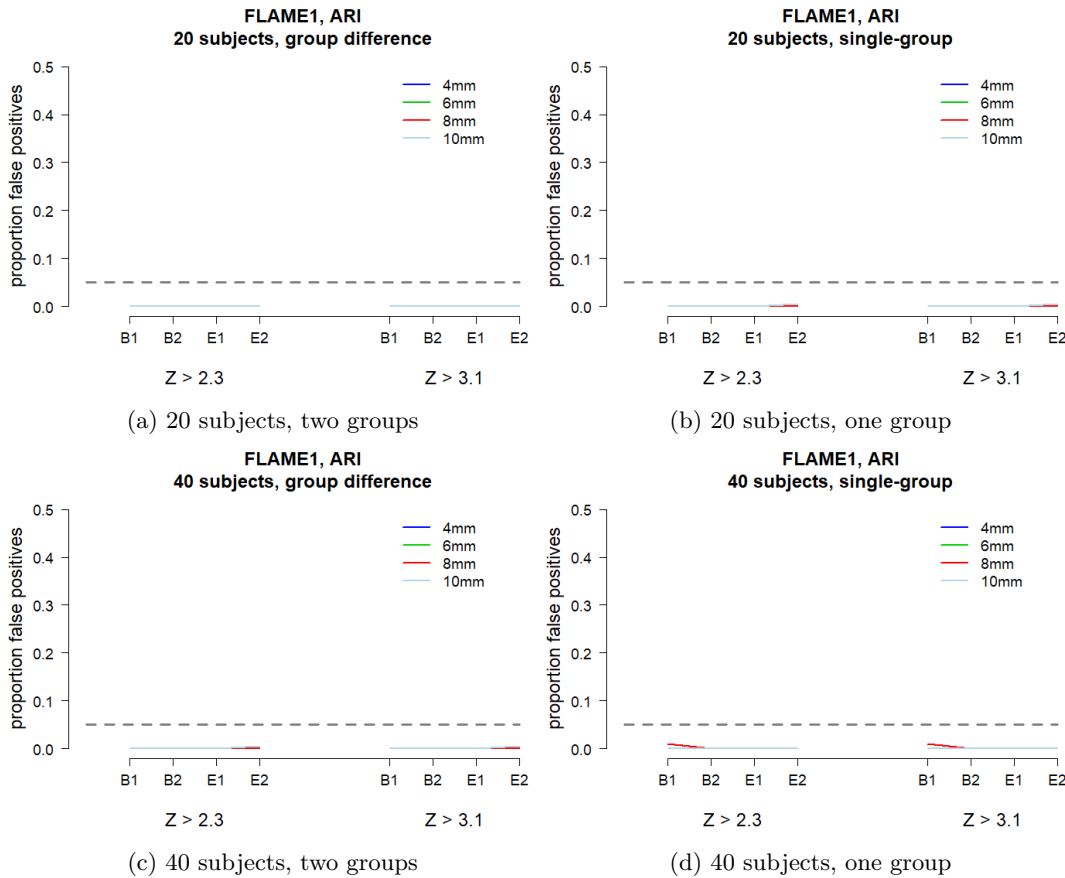 FLAME1, ARI
20 subjects, group difference
proportion false positives
0.5
0.4
0.3
0.2
0.1
0.0
4mm
6mm
8mm
10mm
B1 B2 E1 E2 B1 B2 E1 E2
Z > 2.3 Z > 3.1
(a) 20 subjects, two groups
FLAME1, ARI
20 subjects, single-group
proportion false positives
0.5
0.4
0.3
0.2
0.1
0.0
4mm
6mm
8mm
10mm
B1 B2 E1 E2 B1 B2 E1 E2
Z > 2.3 Z > 3.1
(b) 20 subjects, one group
FLAME1, ARI
40 subjects, group difference
proportion false positives
0.5
0.4
0.3
0.2
0.1
0.0
4mm
6mm
8mm
10mm
B1 B2 E1 E2 B1 B2 E1 E2
Z > 2.3 Z > 3.1
(c) 40 subjects, two groups
FLAME1, ARI
40 subjects, single-group
proportion false positives
0.5
0.4
0.3
0.2
0.1
0.0
4mm
6mm
8mm
10mm
B1 B2 E1 E2 B1 B2 E1 E2
Z > 2.3 Z > 3.1
(d) 40 subjects, one group